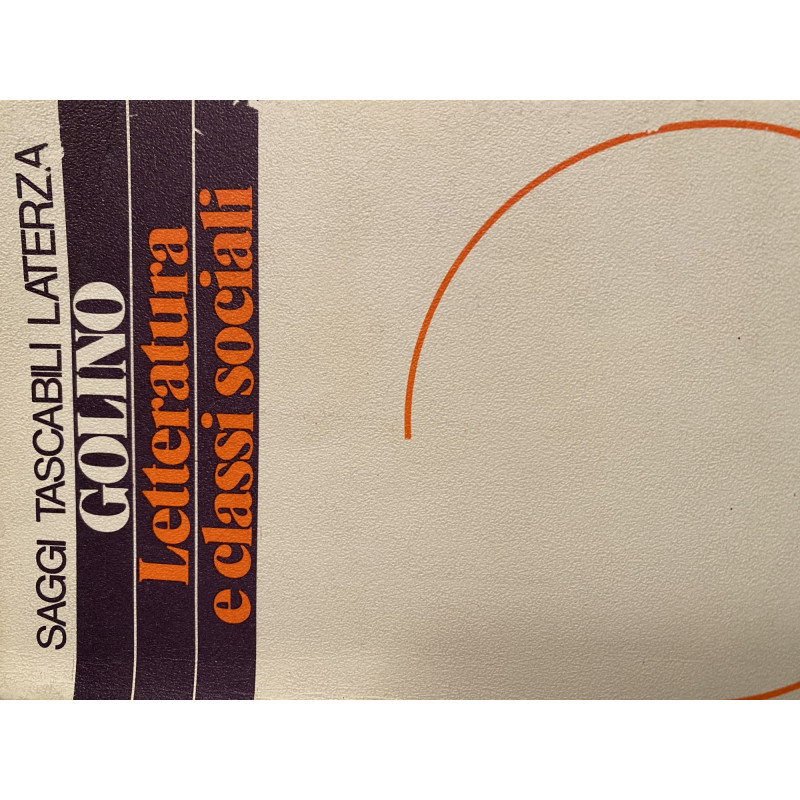 SAGGI TASCABILI LATERZA
GOLINO
Letteratura
e classi sociali